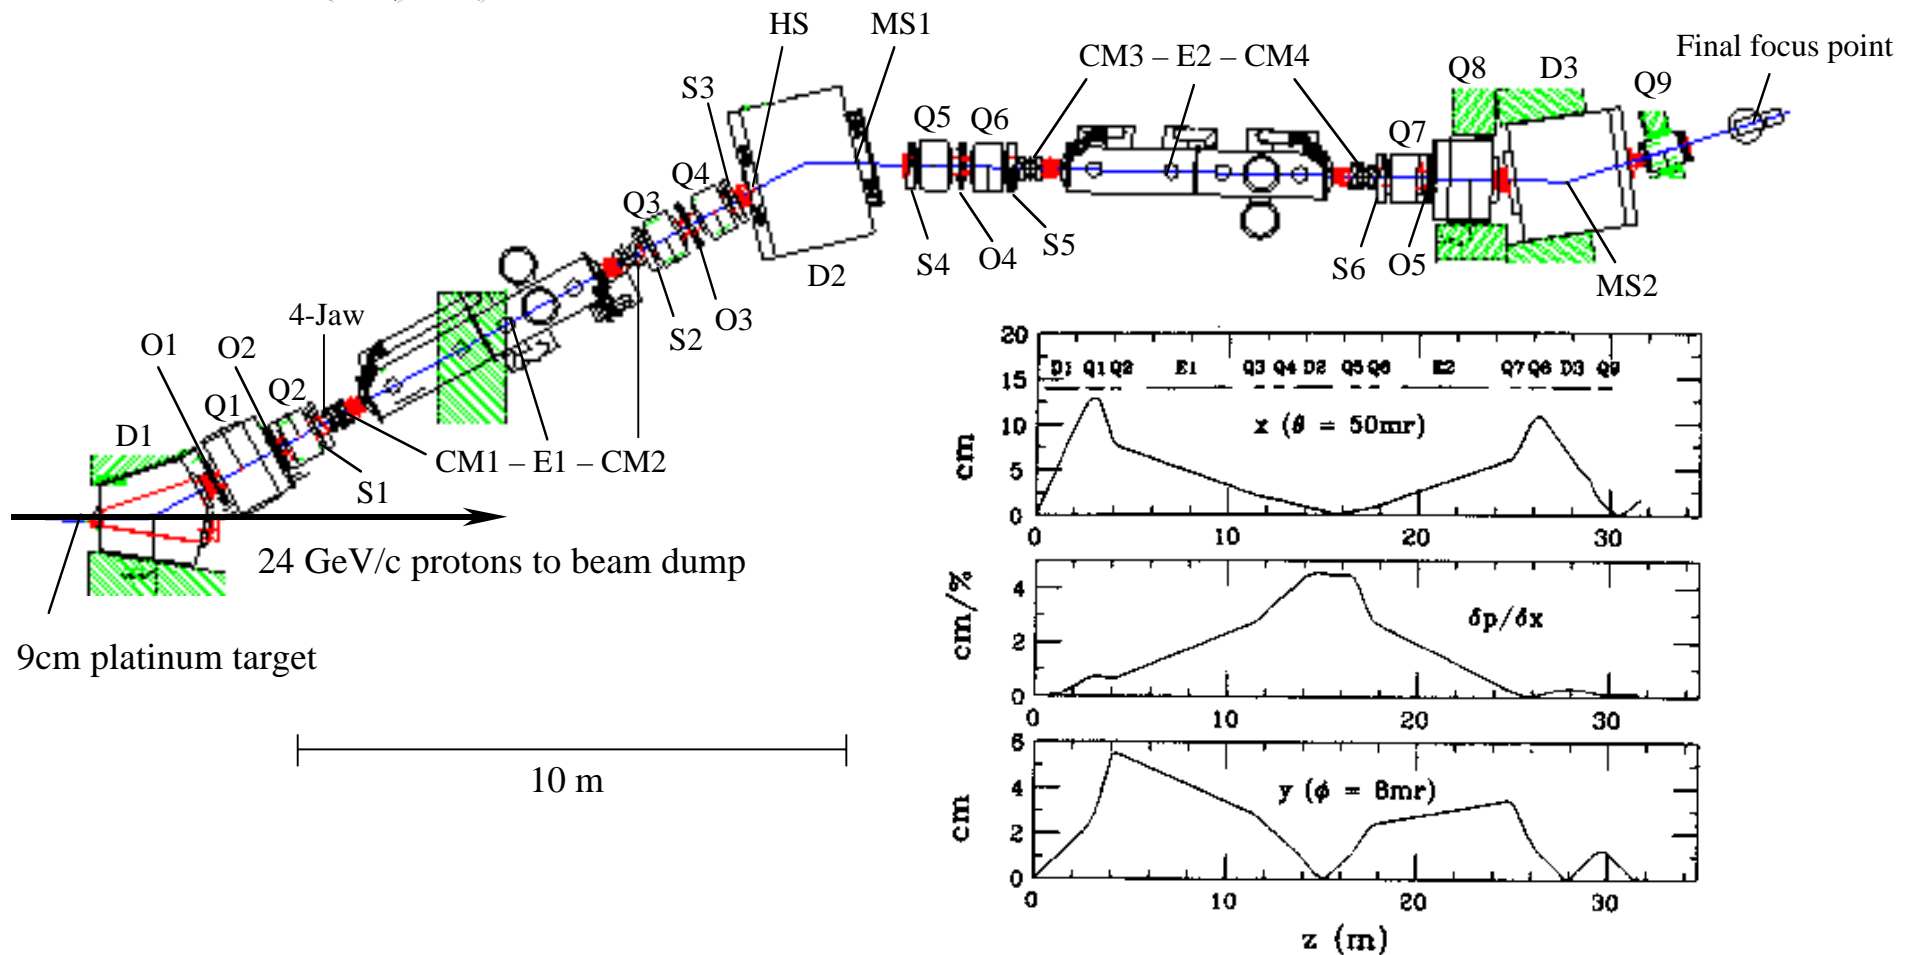 HS
MS1
CM3 – E2 – CM4
Final focus point
S3
Q8
D3
Q9
Q5
Q6
Q7
Q4
Q3
D2
S4
O4
S5
S6
O5
MS2
4-Jaw
O3
S2
O1
O2
Q2
Q1
D1
CM1 – E1 – CM2
S1
24 GeV/c protons to beam dump
9cm platinum target
10 m
20
15
10
5
0
cm
D1 Q1 Q2 E1 Q3 Q4 D2 Q5 Q6 E2 Q7 Q8 D3 Q9
x (θ = 50mr)
0 10 20 30
4
2
0
cm/%
δp/δx
0 10 20 30
6
4
2
0
cm
y (ϕ = 8mr)
0 10 20 30
z (m)